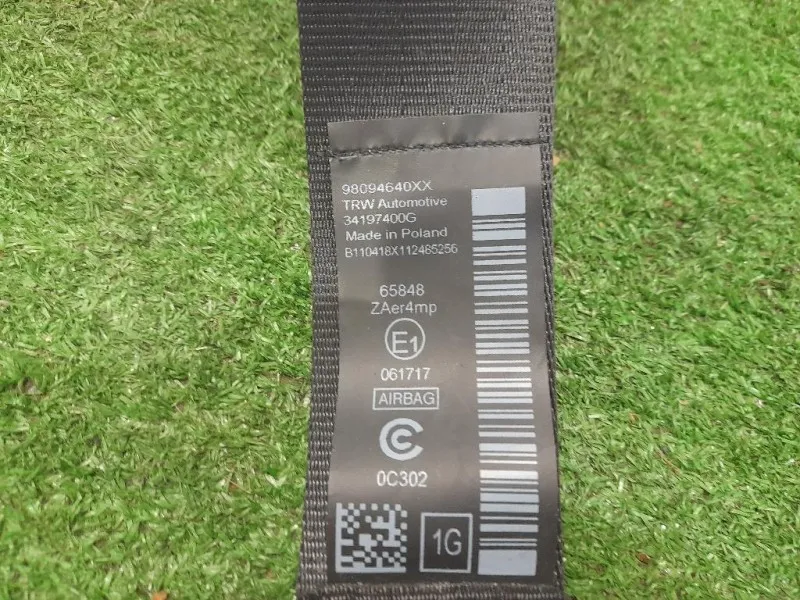 98094640XX
TRW Automotive
34197400G
Made in Poland
B110418X112485256
65848
ZAer4mp
E1
061717
AIRBAG
0C302
1G